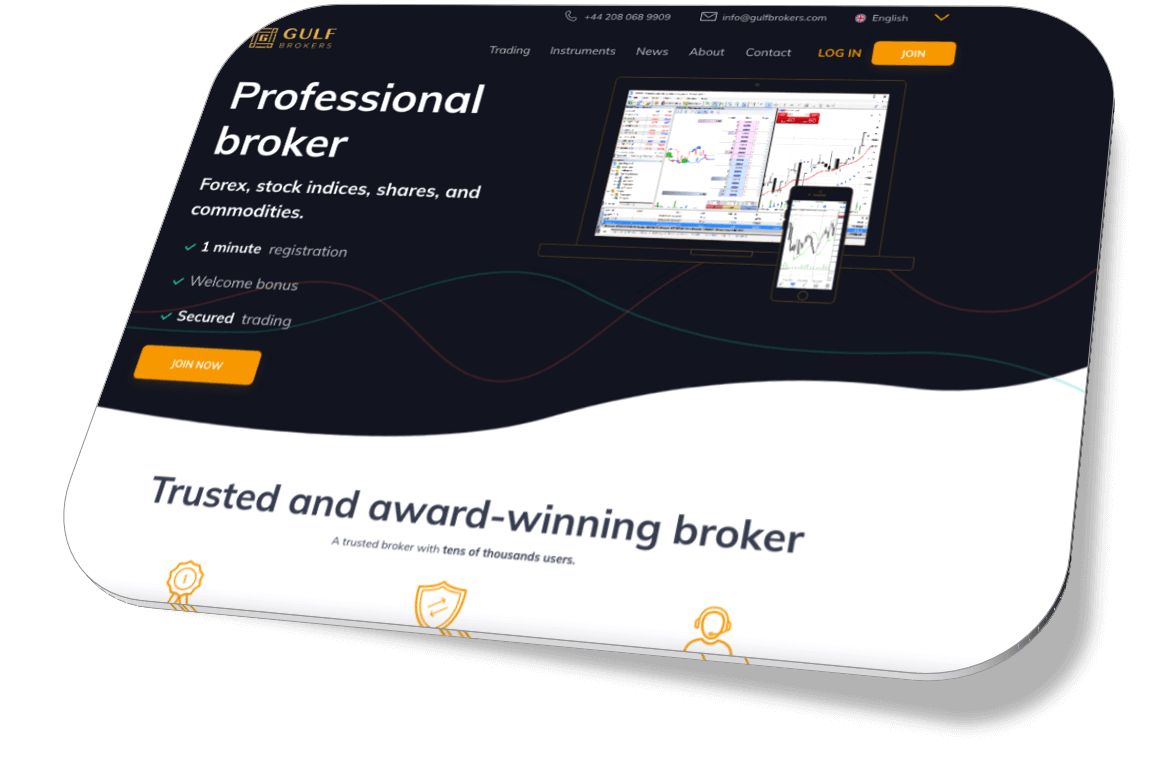 +44 208 068 9909
info@gulfbrokers.com
English
GULF
BROKERS
Trading
Instruments
News
About
Contact
LOG IN
JOIN
Professional
broker
Forex, stock indices, shares, and
commodities.
1 minute registration
Welcome bonus
Secured trading
JOIN NOW
Trusted and award-winning broker
A trusted broker with tens of thousands users.